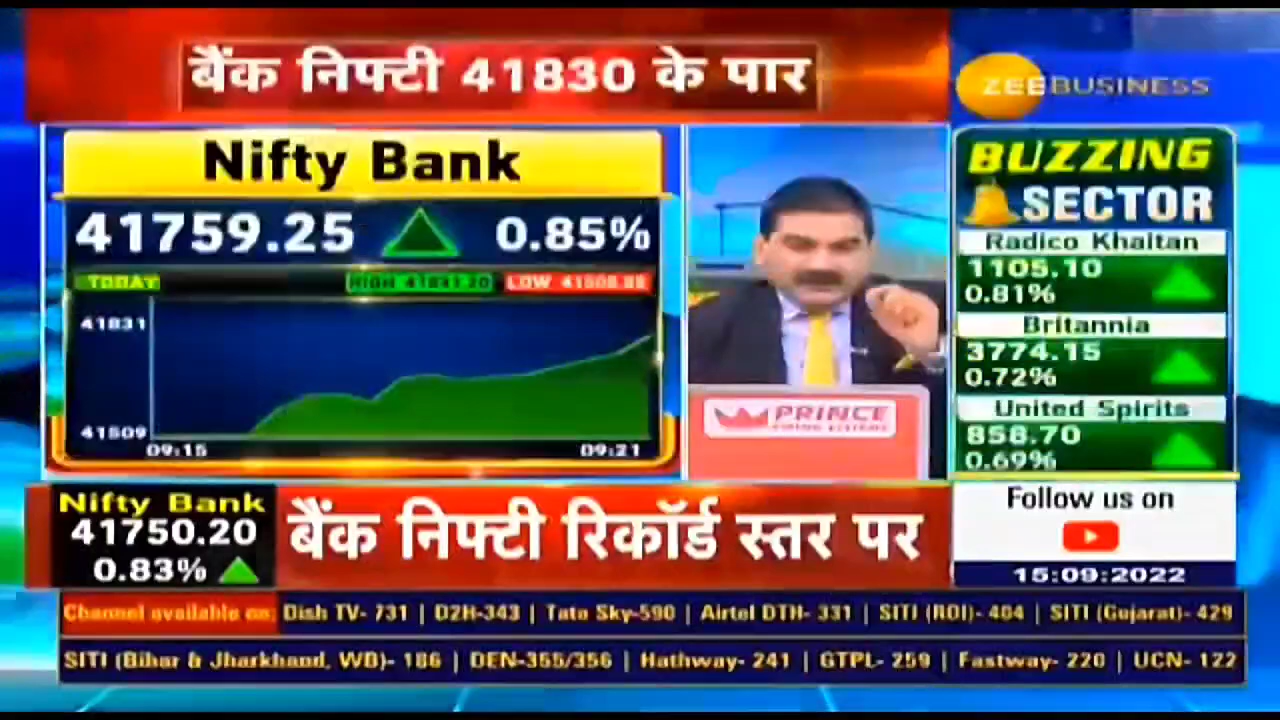 बैंक निफ्टी 41830 के पार
ZEEBUSINESS
Nifty Bank
41759.25 0.85%
TODAY
LOW
41831
41509
09:15 09:21
PRINCE
BUZZING
SECTOR
Radico Khaitan
1105.10
0.81%
Britannia
3774.15
0.72%
United Spirits
858.70
0.69%
Nifty Bank
41750.20
0.83%
बैंक निफ्टी रिकॉर्ड स्तर पर
Follow us on
15:09:2022
Channel available on: Dish TV- 731 | D2H-343 | Tata Sky-590 | Airtel DTH- 331 | SITI (ROI)- 404 | SITI (Gujarat)- 429
SITI (Bihar & Jharkhand, WB)- 186 | DEN-355/356 | Hathway- 241 | GTPL- 259 | Fastway- 220 | UCN- 122